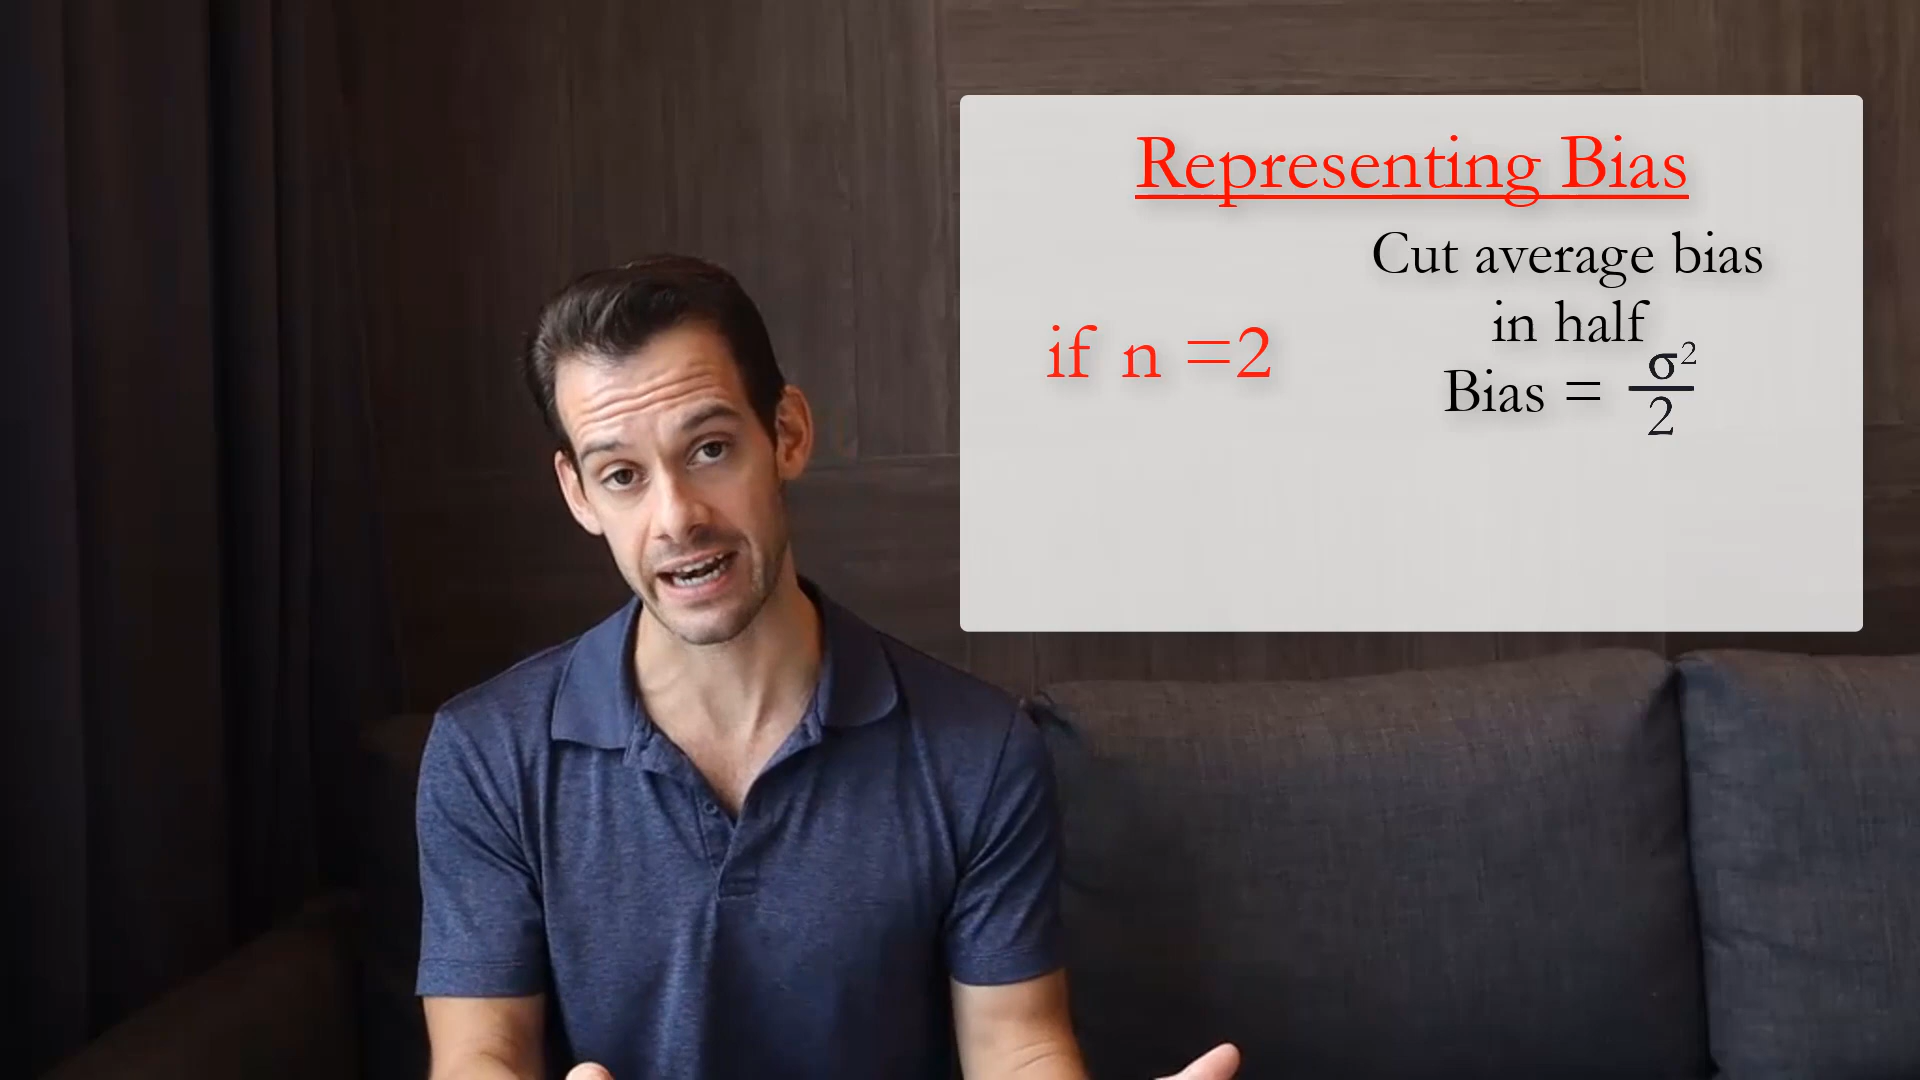 Representing Bias
Cut average bias
in half
if n =2
Bias = σ²/2